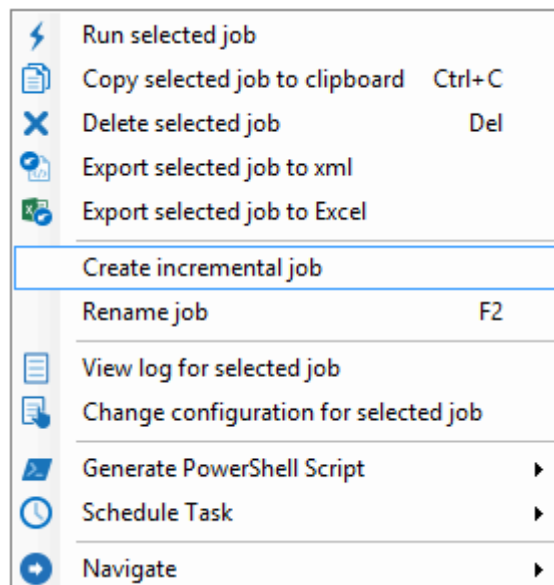 Run selected job
Copy selected job to clipboard Ctrl+C
Delete selected job Del
Export selected job to xml
Export selected job to Excel
Create incremental job
Rename job F2
View log for selected job
Change configuration for selected job
Generate PowerShell Script
Schedule Task
Navigate